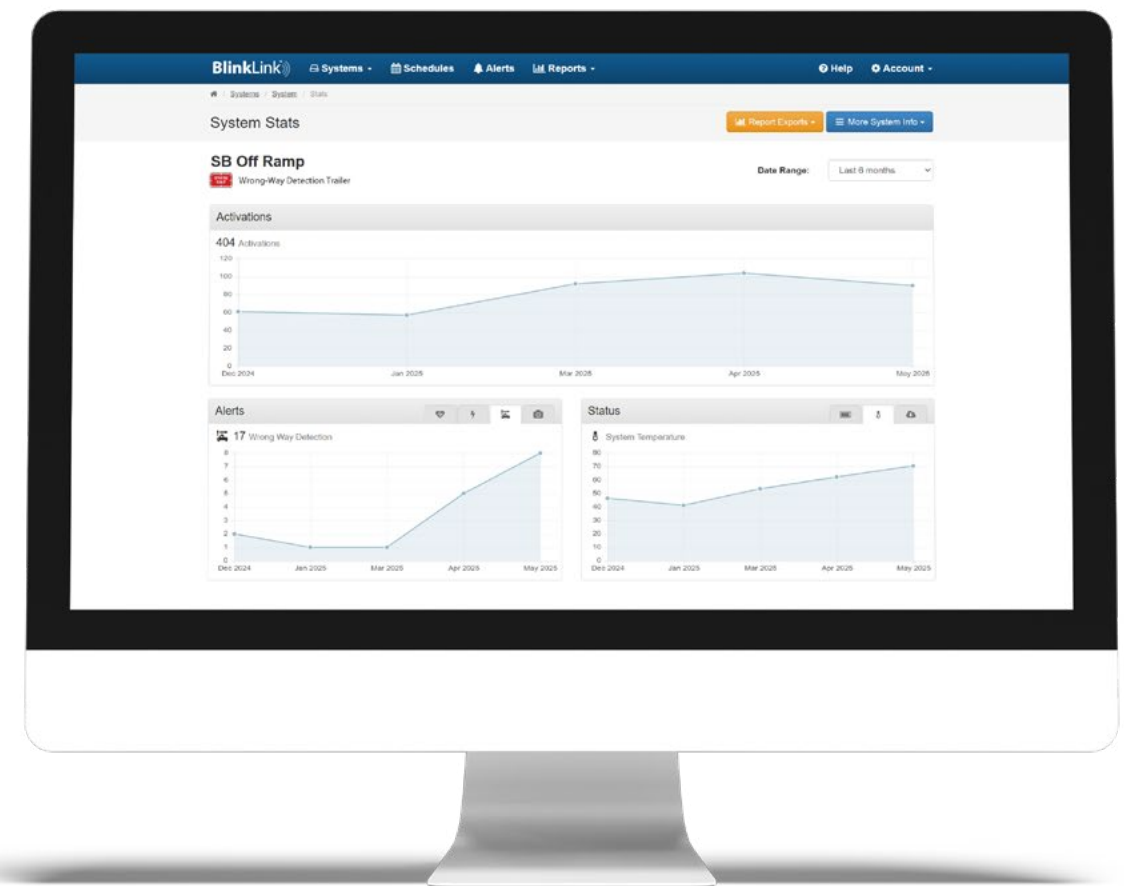 BlinkLink Systems Schedules Alerts Reports Help Account
/ Systems / System / Stats
System Stats Report Exports More System Info
SB Off Ramp
Wrong-Way Detection Trailer
Date Range: Last 6 months
Activations
404 Activations
120
100
80
60
40
20
0
Dec 2024 Jan 2025 Mar 2025 Apr 2025 May 2025
Alerts
17 Wrong Way Detection
8
7
6
5
4
3
2
1
0
Dec 2024 Jan 2025 Mar 2025 Apr 2025 May 2025
Status
System Temperature
80
70
60
50
40
30
20
10
0
Dec 2024 Jan 2025 Mar 2025 Apr 2025 May 2025